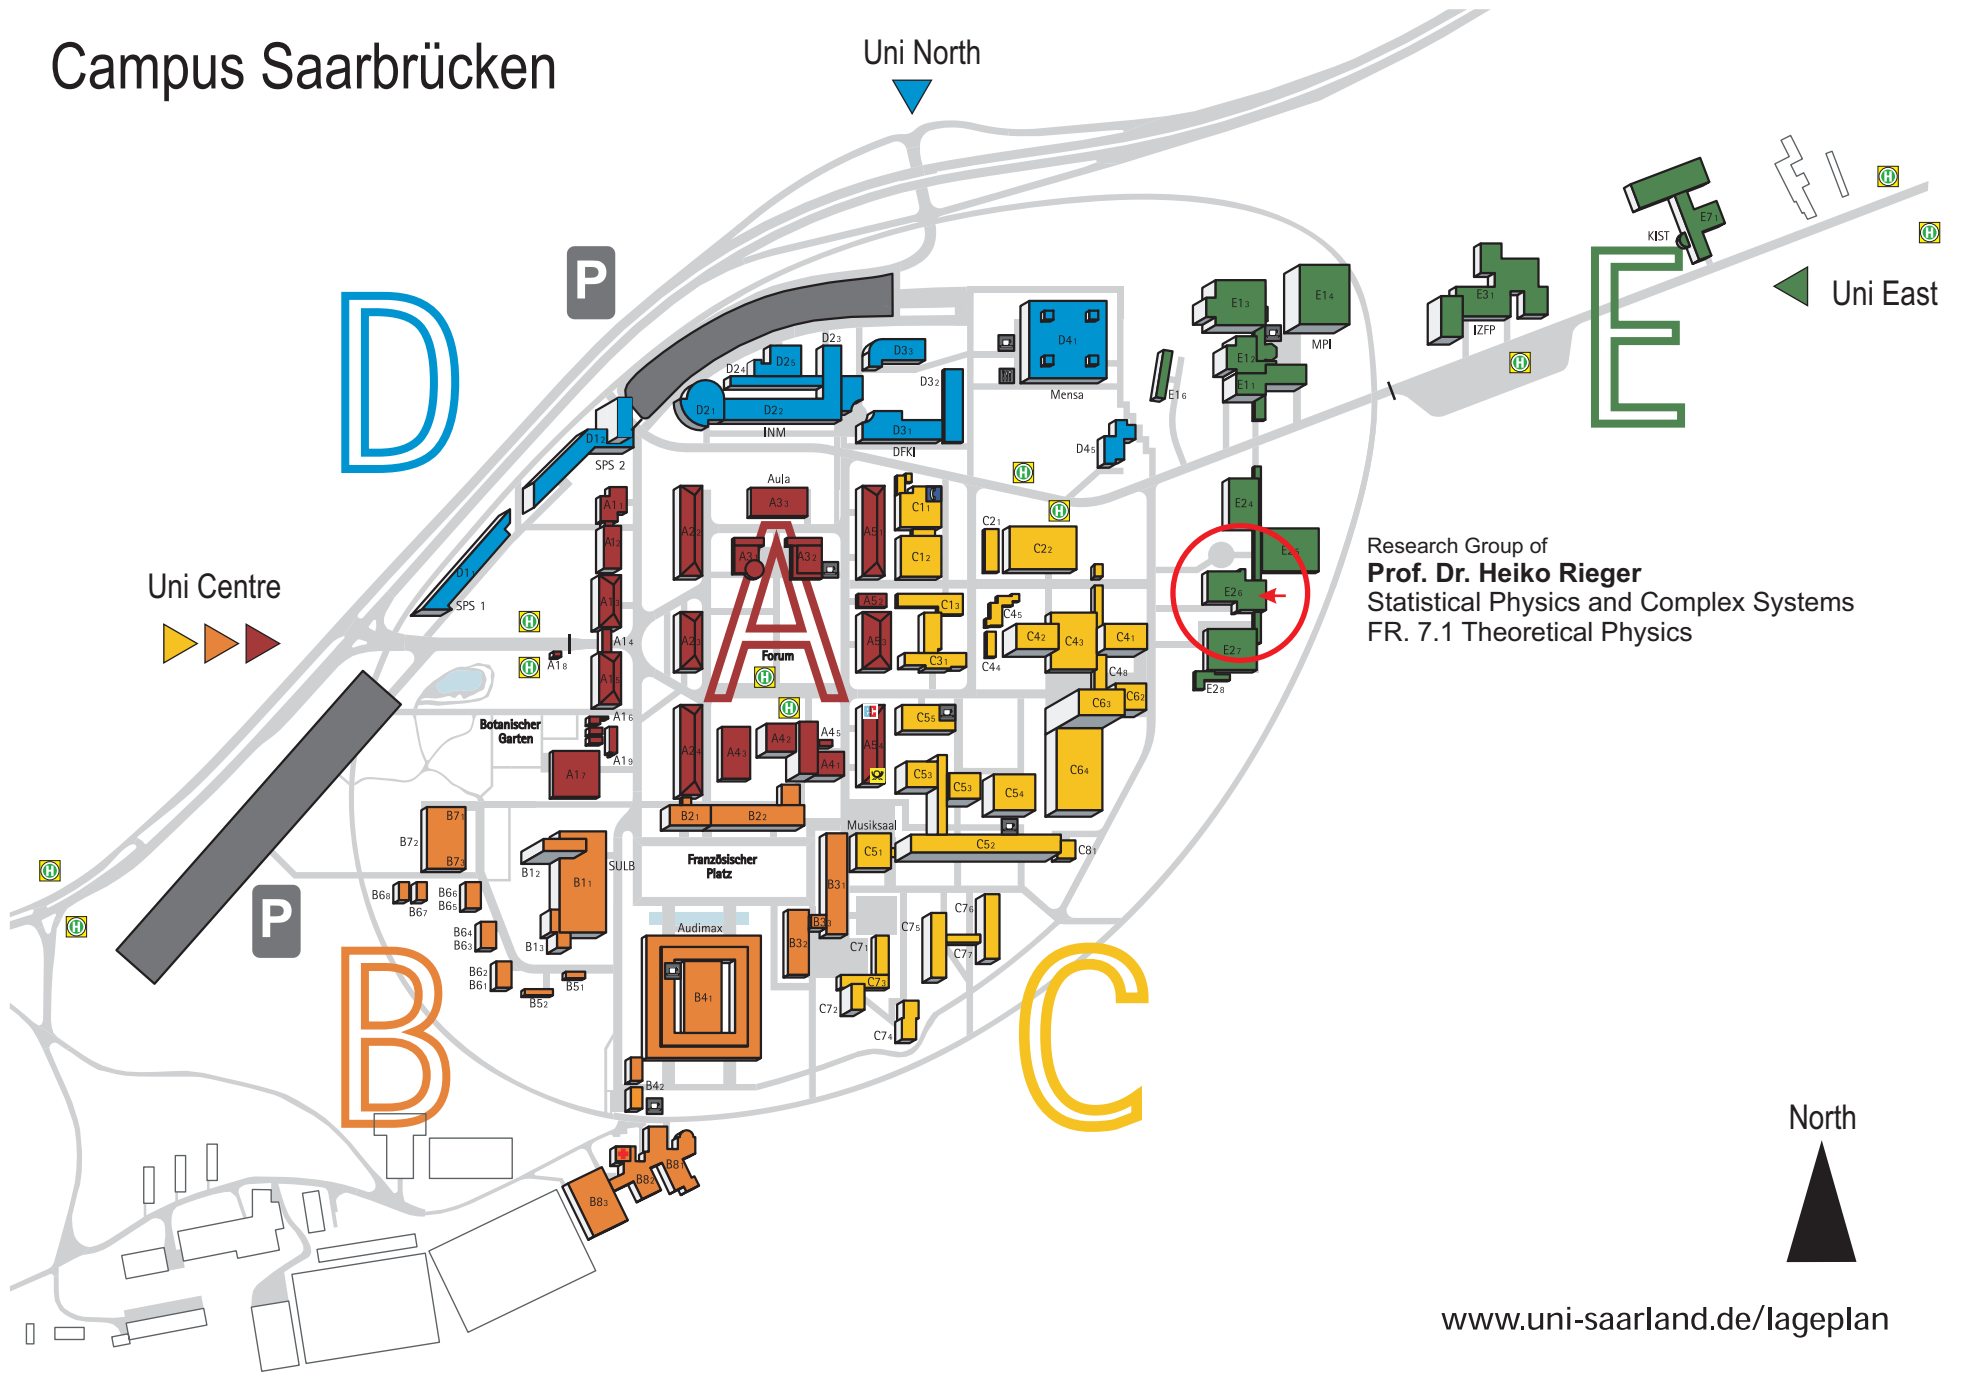 Campus Saarbrücken
Uni North
P
D
E
KIST
E71
Uni East
E31
IZFP
E13
E14
MPI
E12
E11
E16
D41
Mensa
D45
D23
D25
D24
D33
D32
D21
D22
INM
D31
DFKI
D12
SPS 2
D11
SPS 1
Aula
A33
A11
A12
A13
A14
A15
A18
A22
A23
A31
A32
A
Forum
A51
A52
A53
C11
C12
C13
C31
C21
C22
C45
C42
C43
C41
C44
C48
C62
C63
C64
E24
E25
E26
E27
E28
Research Group of
Prof. Dr. Heiko Rieger
Statistical Physics and Complex Systems
FR. 7.1 Theoretical Physics
Uni Centre
Botanischer
Garten
A16
A19
A17
A24
A43
A42
A45
A41
A54
C55
C53
C53
C54
C52
C81
Musiksaal
C51
B21
B22
Französischer
Platz
B71
B72
B73
B12
SULB
B11
B13
B68
B67
B66
B65
B64
B63
B62
B61
B51
B52
P
B
Audimax
B41
B42
B31
B32
B33
C71
C73
C72
C74
C75
C76
C77
C
B81
B82
B83
North
www.uni-saarland.de/lageplan